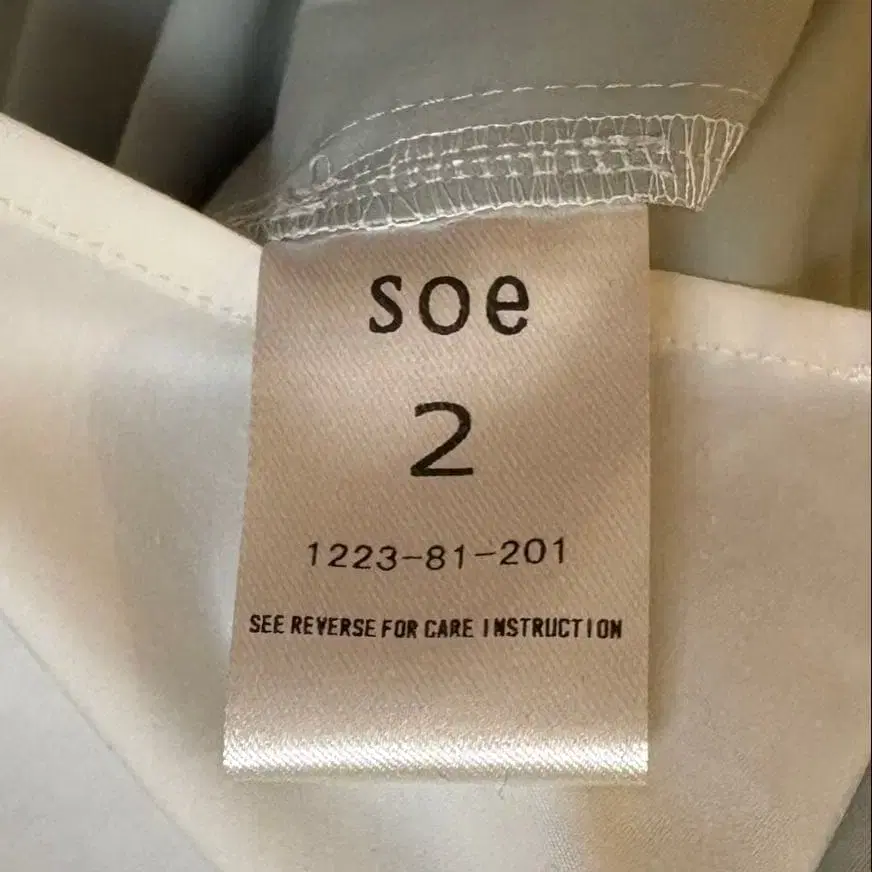 soe
2
1223-81-201
SEE REVERSE FOR CARE INSTRUCTION